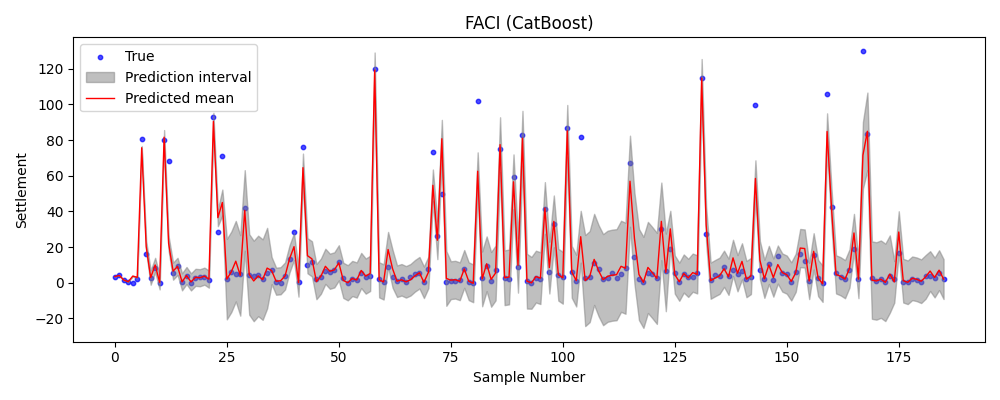 FACI (CatBoost)
True
Prediction interval
Predicted mean
Settlement
120
100
80
60
40
20
0
−20
0 25 50 75 100 125 150 175
Sample Number